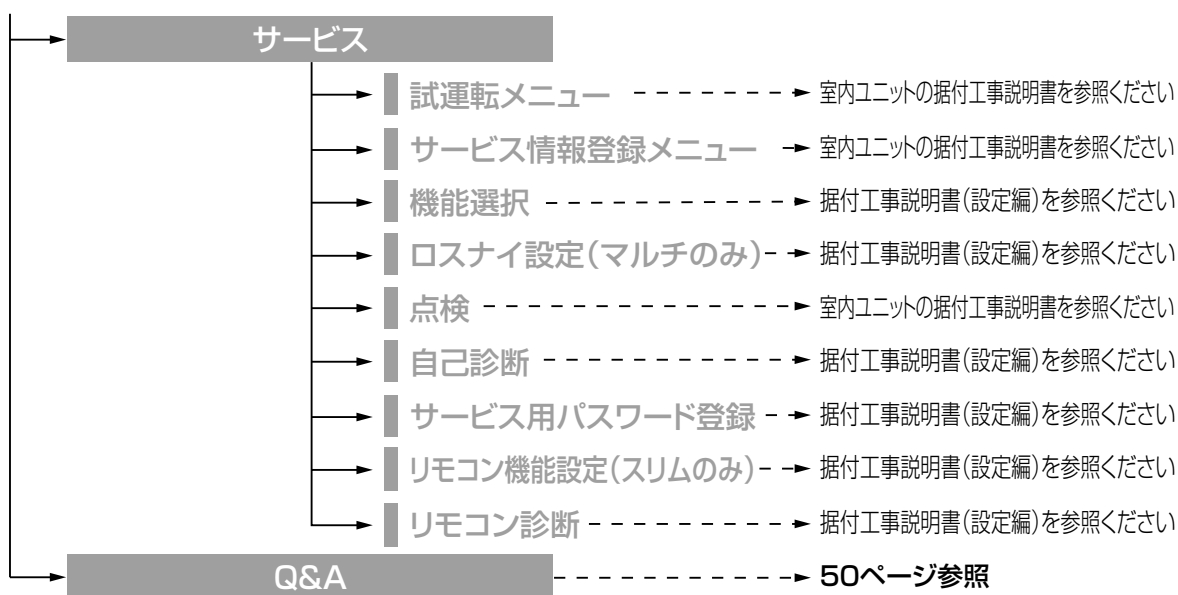 サービス
試運転メニュー 室内ユニットの据付工事説明書を参照ください
サービス情報登録メニュー 室内ユニットの据付工事説明書を参照ください
機能選択 据付工事説明書(設定編)を参照ください
ロスナイ設定(マルチのみ) 据付工事説明書(設定編)を参照ください
点検 室内ユニットの据付工事説明書を参照ください
自己診断 据付工事説明書(設定編)を参照ください
サービス用パスワード登録 据付工事説明書(設定編)を参照ください
リモコン機能設定(スリムのみ) 据付工事説明書(設定編)を参照ください
リモコン診断 据付工事説明書(設定編)を参照ください
Q&A 50ページ参照